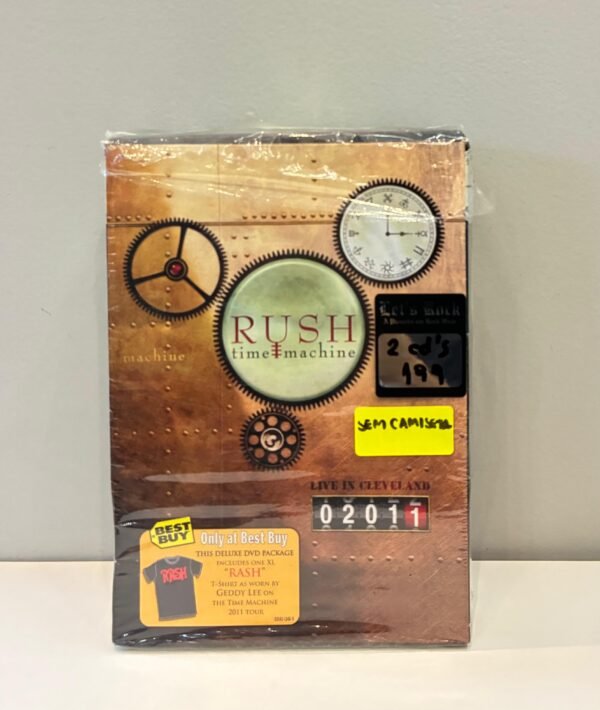 RUSH
time machine
machine
Let's Rock
2 cd's
199
SEM CAMISETA
LIVE IN CLEVELAND
02011
BEST
BUY
Only at Best Buy
THIS DELUXE DVD PACKAGE
INCLUDES ONE XL
"RASH"
T-SHIRT AS WORN BY
GEDDY LEE ON
THE TIME MACHINE
2011 TOUR
RASH